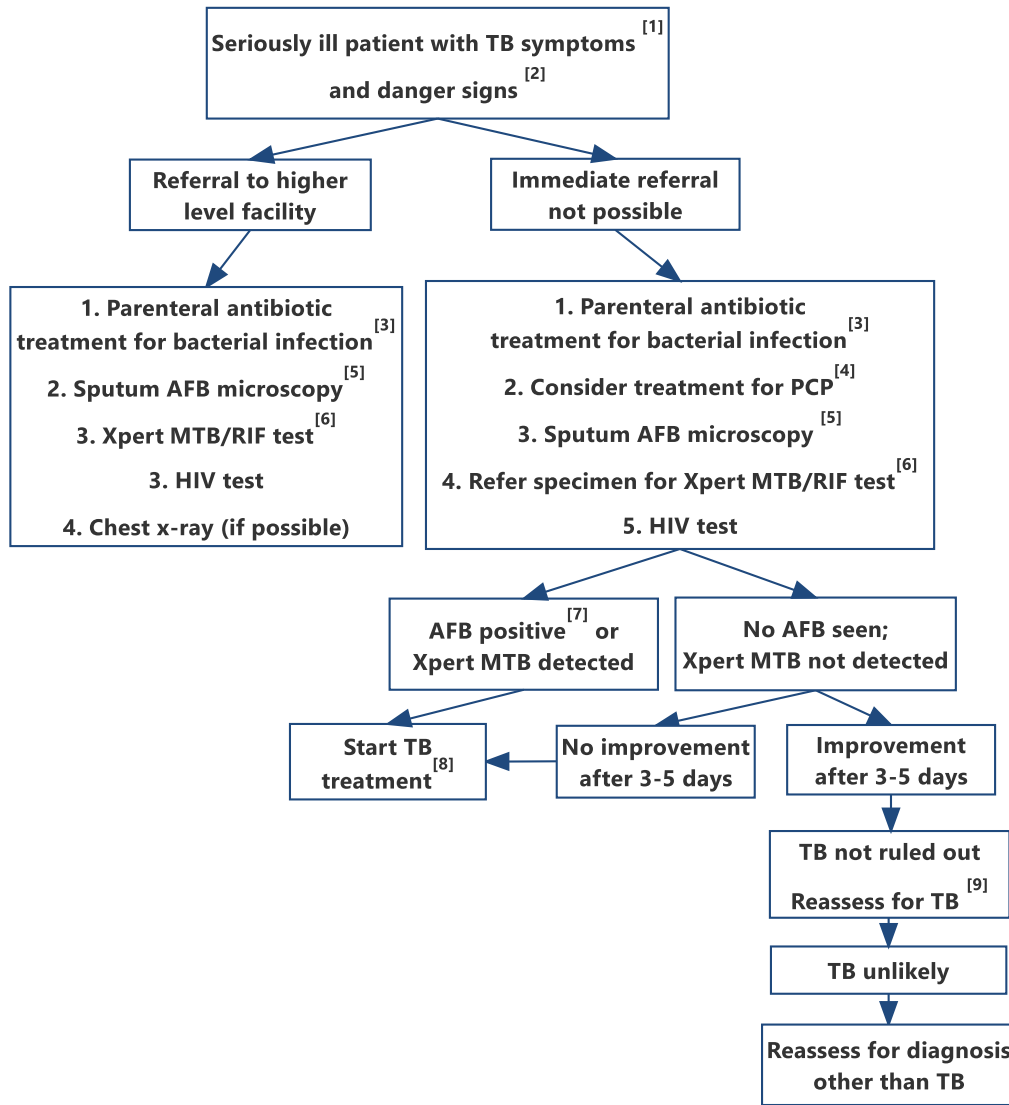 Seriously ill patient with TB symptoms [1]
and danger signs [2]
Referral to higher
level facility
Immediate referral
not possible
1. Parenteral antibiotic
treatment for bacterial infection[3]
2. Sputum AFB microscopy[5]
3. Xpert MTB/RIF test[6]
3. HIV test
4. Chest x-ray (if possible)
1. Parenteral antibiotic
treatment for bacterial infection[3]
2. Consider treatment for PCP[4]
3. Sputum AFB microscopy [5]
4. Refer specimen for Xpert MTB/RIF test[6]
5. HIV test
AFB positive[7] or
Xpert MTB detected
No AFB seen;
Xpert MTB not detected
Start TB
treatment[8]
No improvement
after 3-5 days
Improvement
after 3-5 days
TB not ruled out
Reassess for TB [9]
TB unlikely
Reassess for diagnosis
other than TB